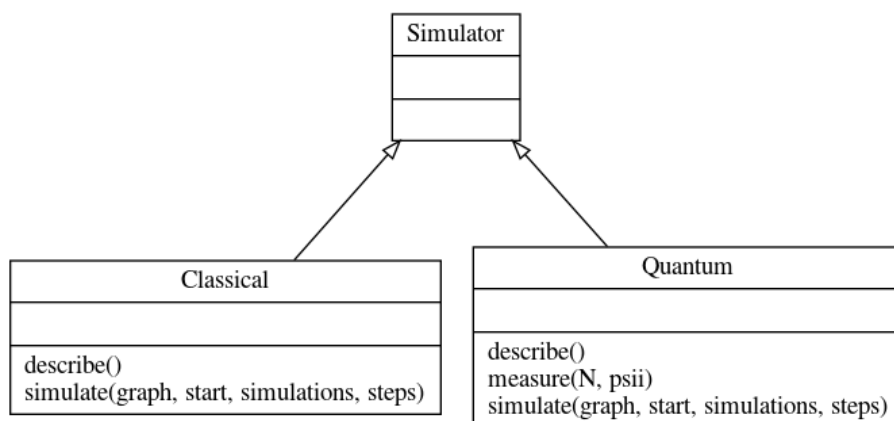 Simulator
Classical
describe()
simulate(graph, start, simulations, steps)
Quantum
describe()
measure(N, psii)
simulate(graph, start, simulations, steps)